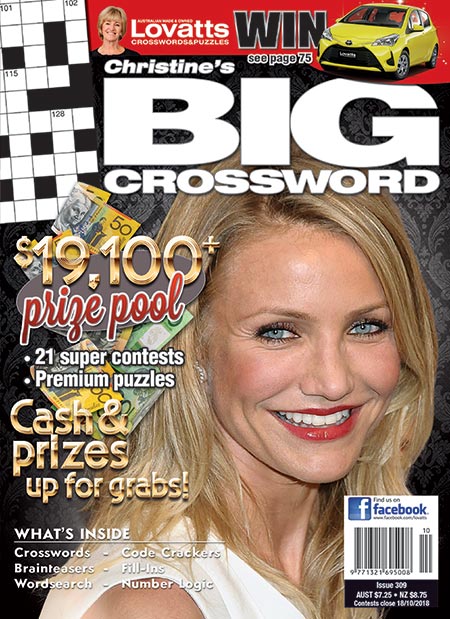 101
102
115
128
AUSTRALIAN MADE & OWNED
Lovatts
CROSSWORDS&PUZZLES
WIN
see page 75
Christine's
BIG
CROSSWORD
50
$19,100+
prize pool
• 21 super contests
• Premium puzzles
Cash &
prizes
up for grabs!
WHAT'S INSIDE
Crosswords - Code Crackers
Brainteasers - Fill-Ins
Wordsearch - Number Logic
Find us on
facebook
www.facebook.com/lovatts
10
9 771321 695008
Issue 309
AUST $7.25 • NZ $8.75
Contests close 18/10/2018